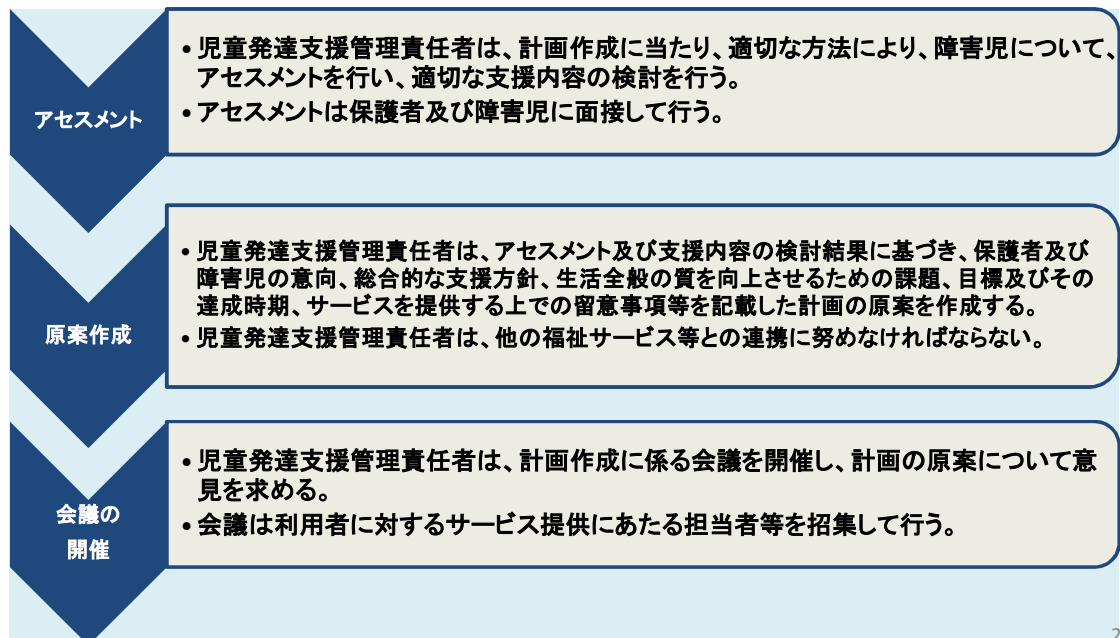 アセスメント
• 児童発達支援管理責任者は、計画作成に当たり、適切な方法により、障害児について、
アセスメントを行い、適切な支援内容の検討を行う。
• アセスメントは保護者及び障害児に面接して行う。
原案作成
• 児童発達支援管理責任者は、アセスメント及び支援内容の検討結果に基づき、保護者及び
障害児の意向、総合的な支援方針、生活全般の質を向上させるための課題、目標及びその
達成時期、サービスを提供する上での留意事項等を記載した計画の原案を作成する。
• 児童発達支援管理責任者は、他の福祉サービス等との連携に努めなければならない。
会議の
開催
• 児童発達支援管理責任者は、計画作成に係る会議を開催し、計画の原案について意
見を求める。
• 会議は利用者に対するサービス提供にあたる担当者等を招集して行う。